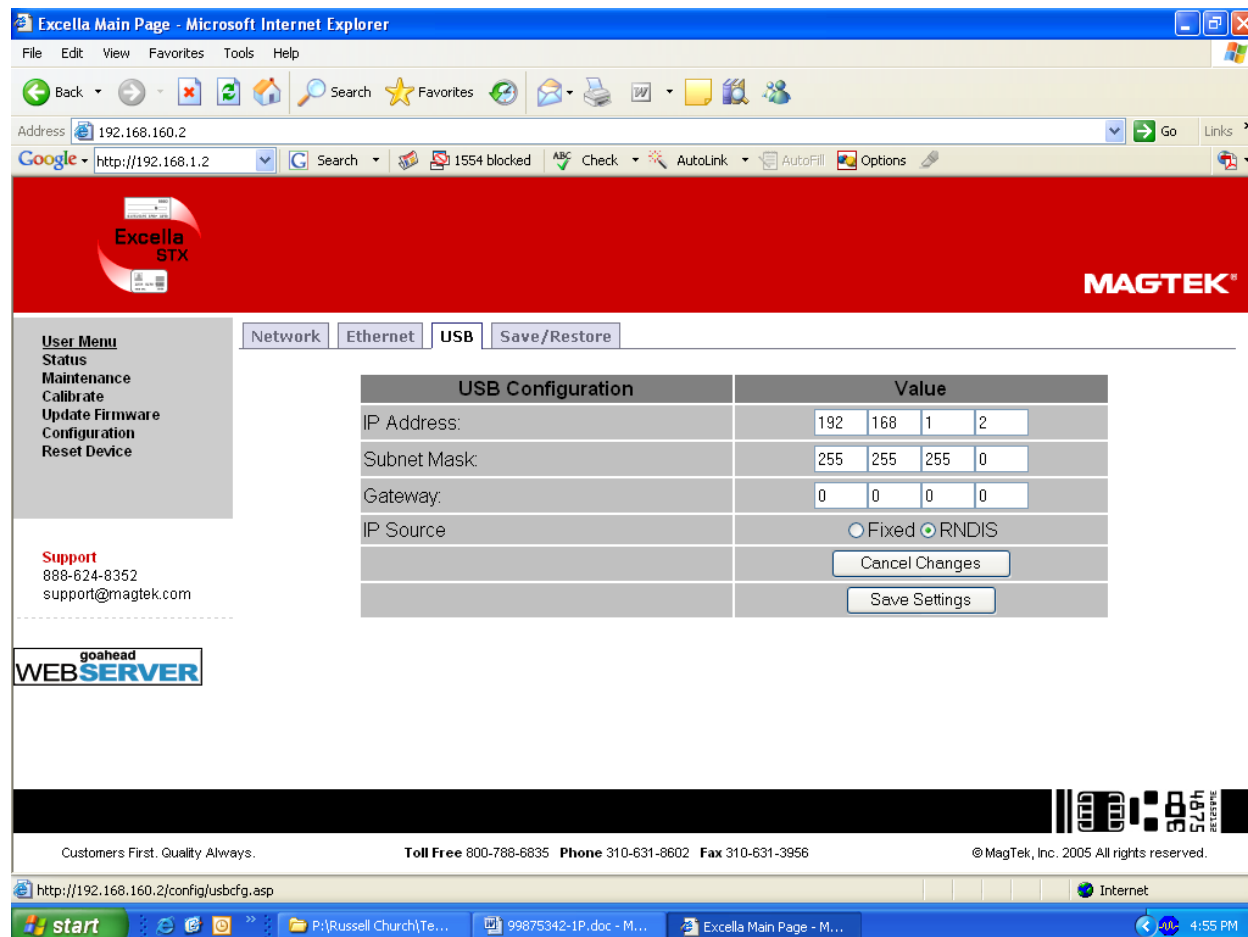 Excella Main Page - Microsoft Internet Explorer
File Edit View Favorites Tools Help
Back Search Favorites
Address 192.168.160.2 Go Links »
Google http://192.168.1.2 Search 1554 blocked ABC Check AutoLink AutoFill Options
Excella
STX
MAGTEK®
Network Ethernet USB Save/Restore
User Menu
Status
Maintenance
Calibrate
Update Firmware
Configuration
Reset Device
USB Configuration Value
IP Address: 192 168 1 2
Subnet Mask: 255 255 255 0
Gateway: 0 0 0 0
IP Source Fixed RNDIS
Cancel Changes
Save Settings
Support
888-624-8352
support@magtek.com
goahead
WEBSERVER
Customers First. Quality Always. Toll Free 800-788-6835 Phone 310-631-8602 Fax 310-631-3956 © MagTek, Inc. 2005 All rights reserved.
http://192.168.160.2/config/usbcfg.asp Internet
start » P:\Russell Church\Te... 99875342-1P.doc - M... Excella Main Page - M... 4:55 PM